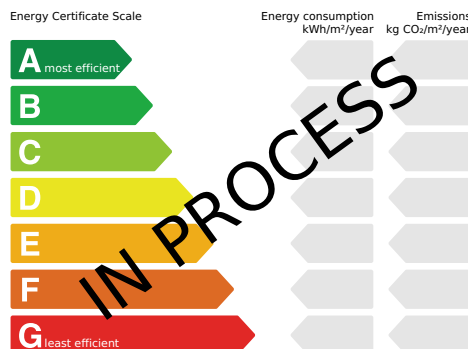 Energy Certificate Scale
Energy consumption
kWh/m²/year
Emissions
kg CO₂/m²/year
A most efficient
B
C
D
E
F
G least efficient
IN PROCESS